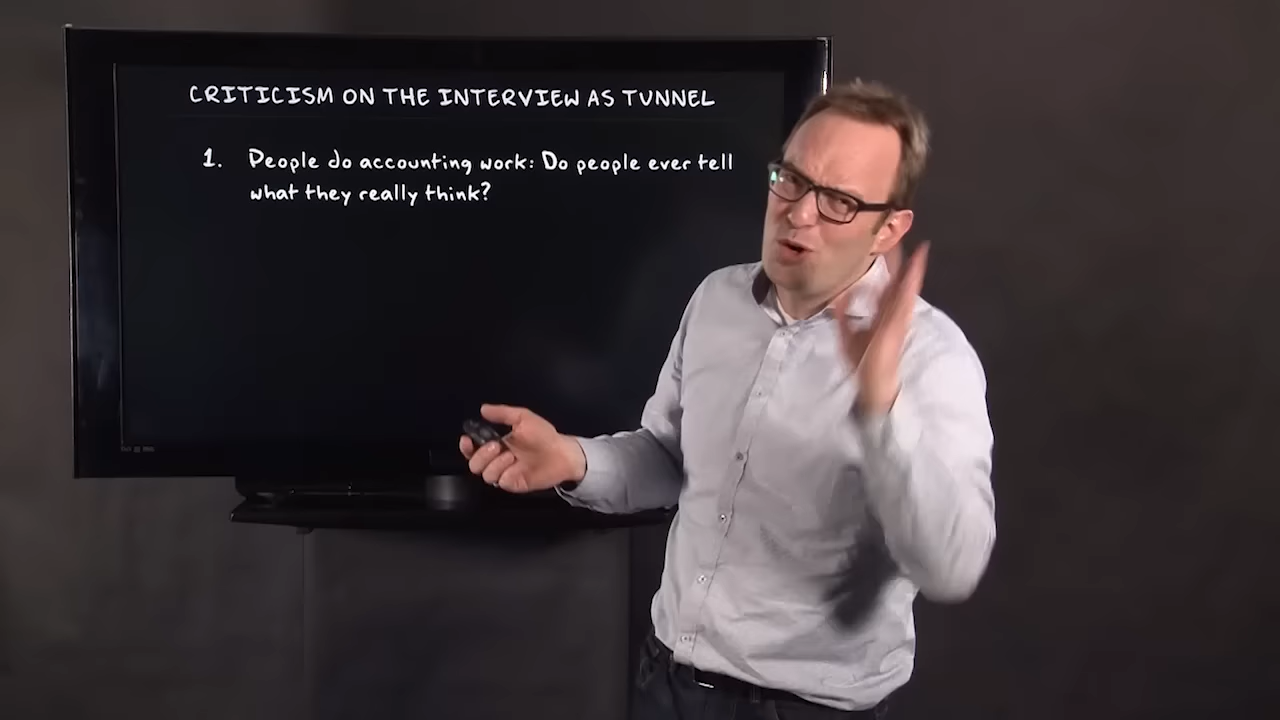 CRITICISM ON THE INTERVIEW AS TUNNEL
1. People do accounting work: Do people ever tell
what they really think?